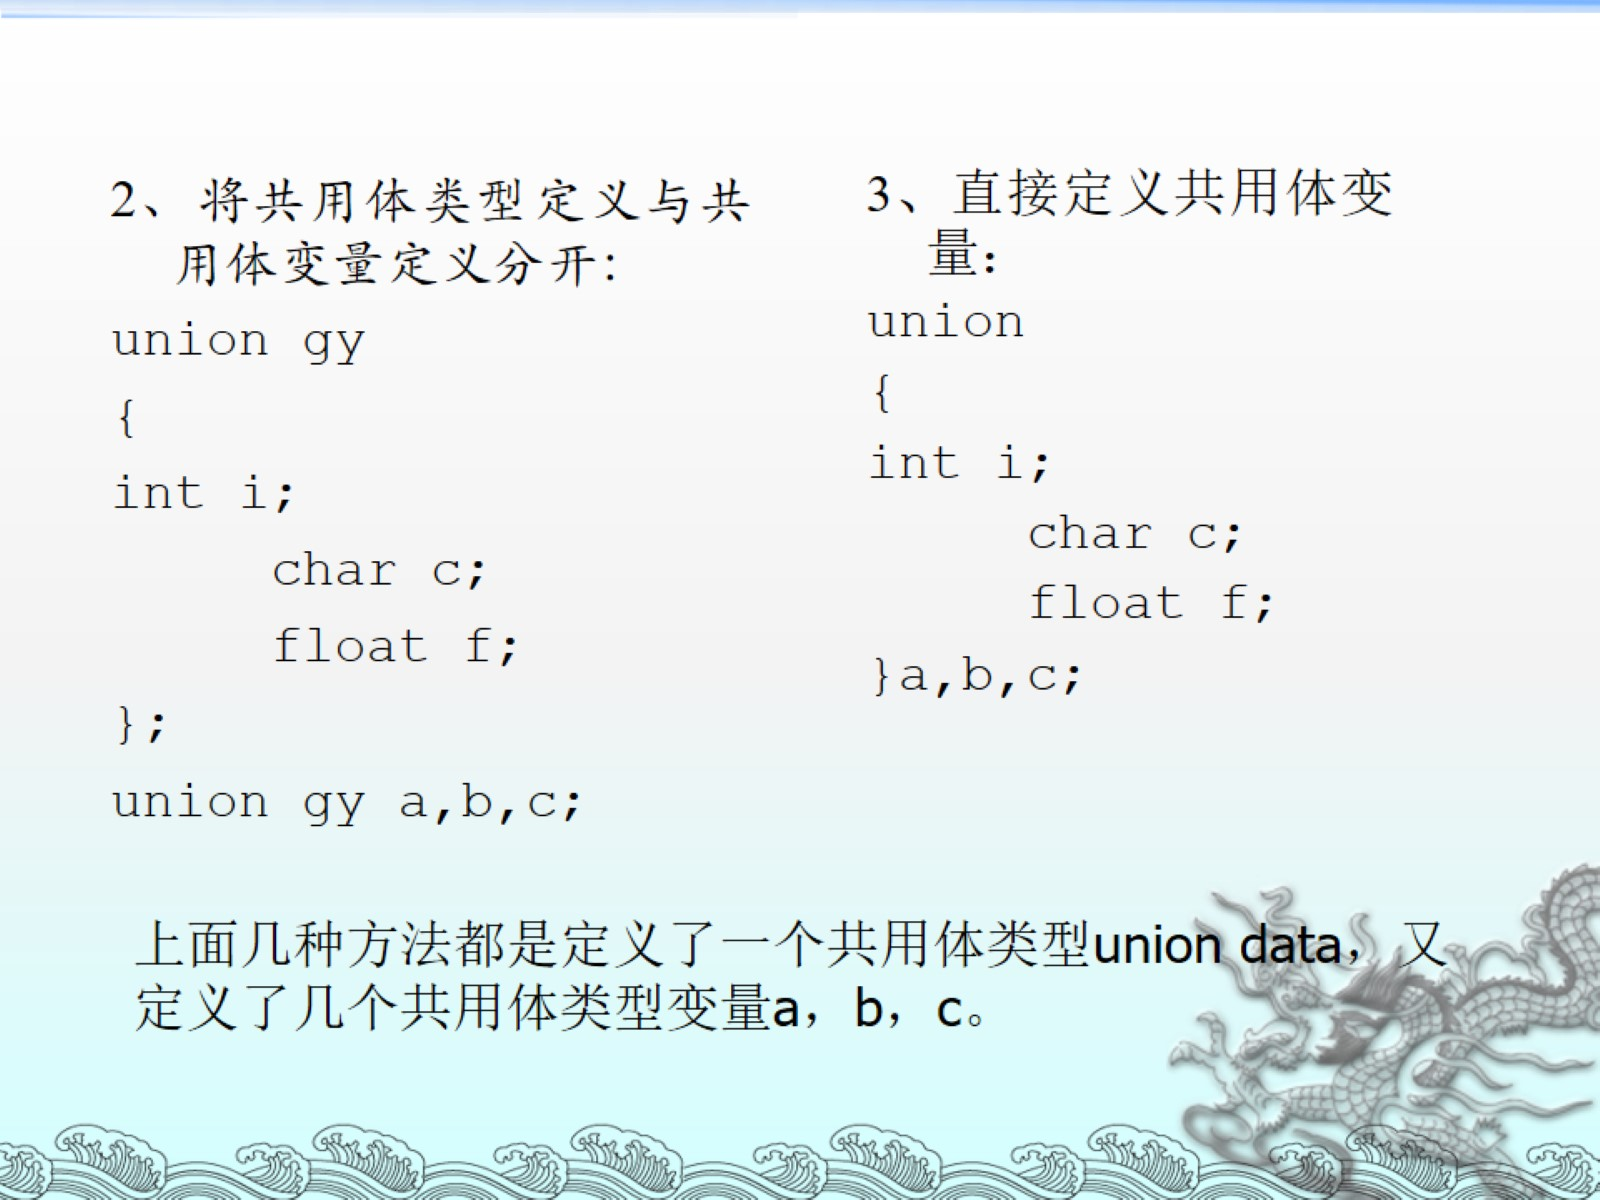 2、将共用体类型定义与共
用体变量定义分开:
union gy
{
int i;
char c;
float f;
};
union gy a,b,c;
3、直接定义共用体变
量：
union
{
int i;
char c;
float f;
}a,b,c;
上面几种方法都是定义了一个共用体类型union data，又
定义了几个共用体类型变量a，b，c。